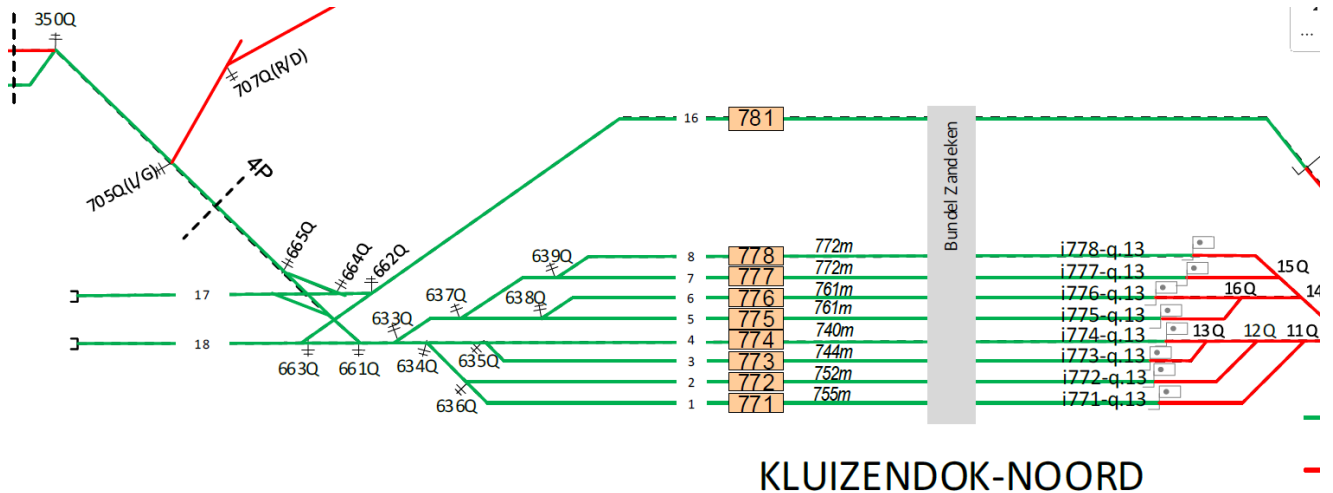 350Q
...
707Q(R/D)
705Q(L/G)
4P
16
781
Bundel Zandeken
665Q
664Q
662Q
639Q
8
778
772m
i778-q.13
7
777
772m
i777-q.13
15Q
17
637Q
638Q
6
776
761m
i776-q.13
16Q
14
633Q
5
775
761m
i775-q.13
18
4
774
740m
i774-q.13
13Q
12Q
11Q
663Q
661Q
634Q
635Q
3
773
744m
i773-q.13
636Q
2
772
752m
i772-q.13
1
771
755m
i771-q.13
KLUIZENDOK-NOORD